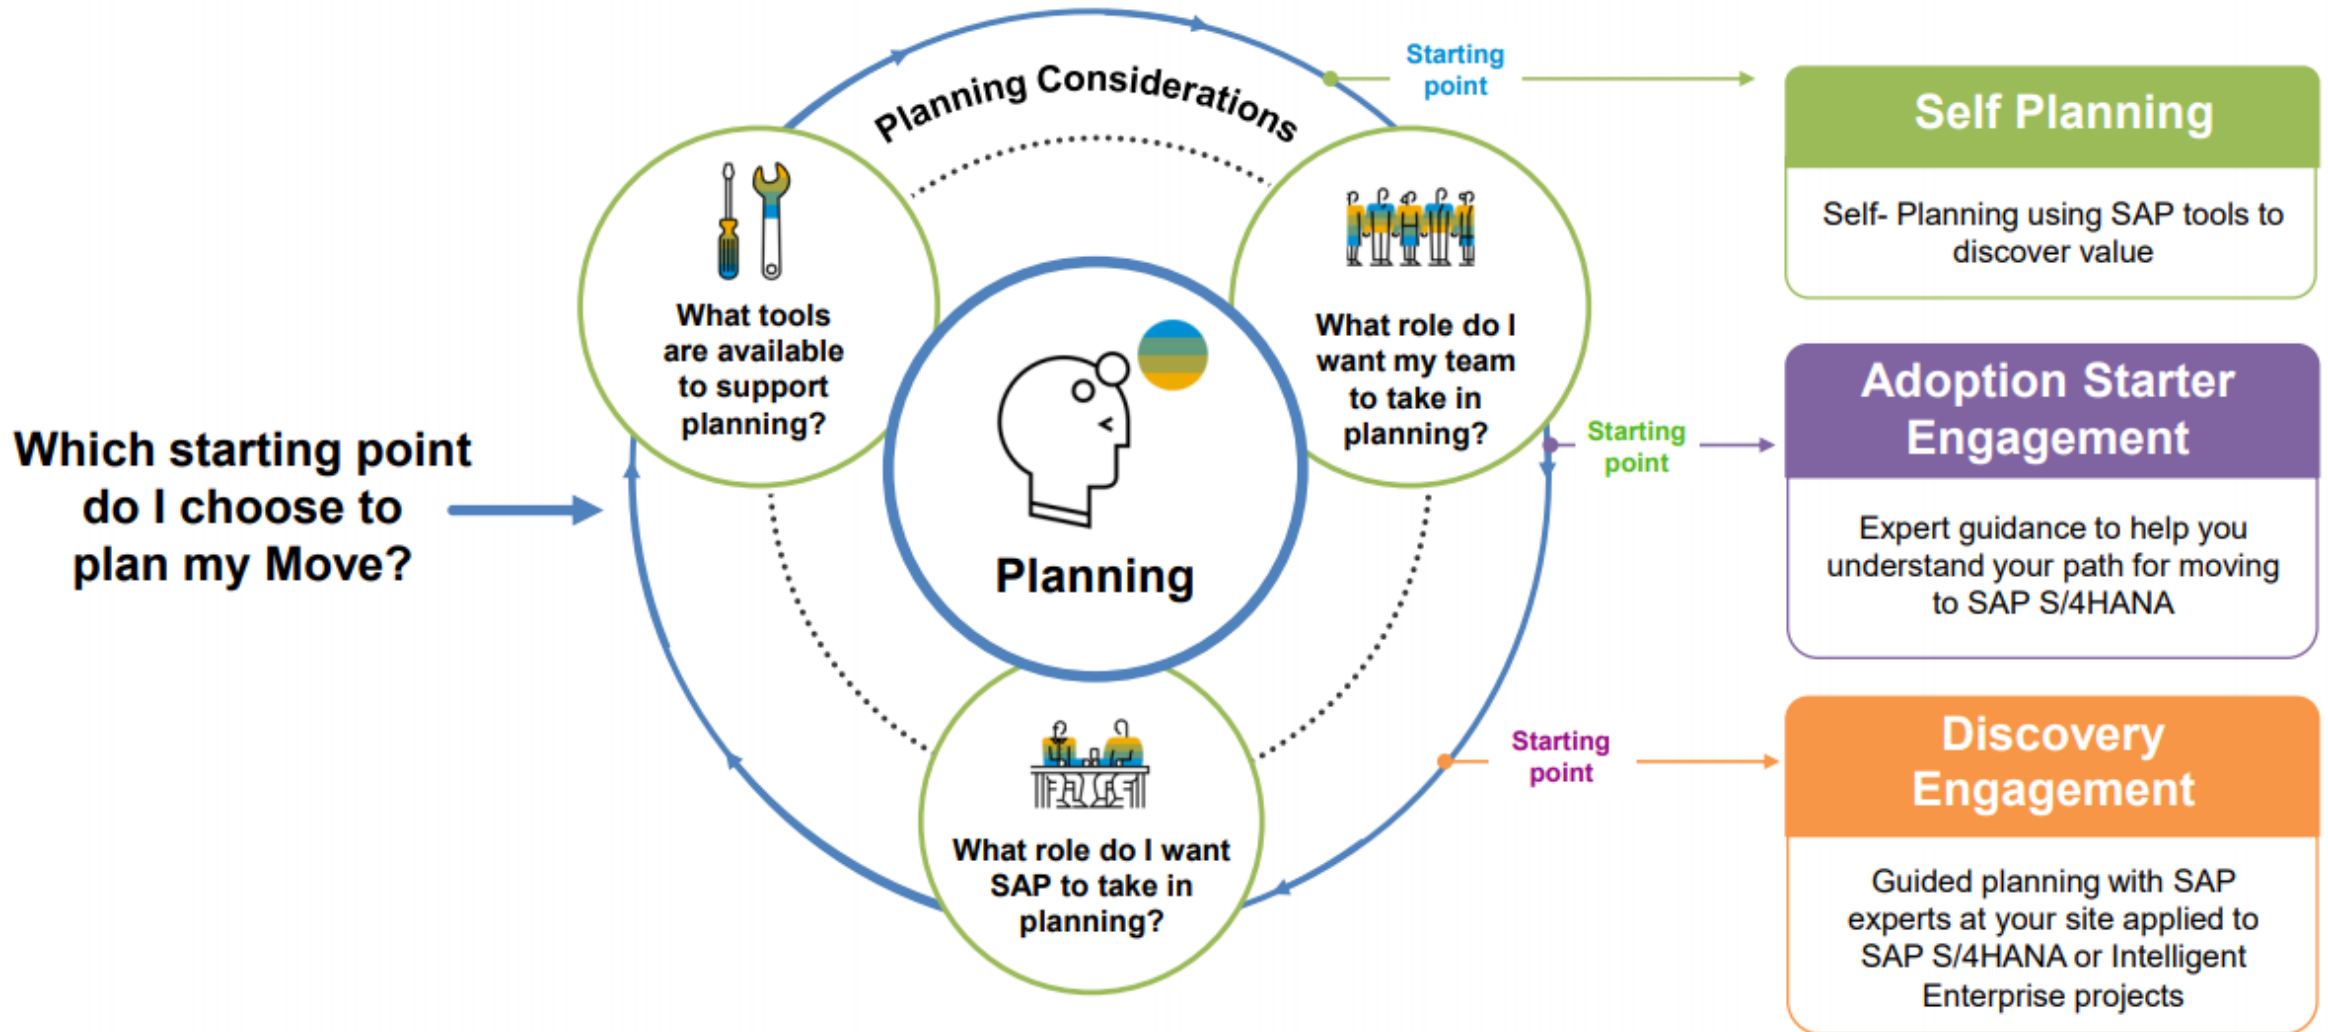 Which starting point
do I choose to
plan my Move?
Planning Considerations
What tools
are available
to support
planning?
What role do I
want my team
to take in
planning?
Planning
What role do I want
SAP to take in
planning?
Starting
point
Self Planning
Self- Planning using SAP tools to
discover value
Starting
point
Adoption Starter
Engagement
Expert guidance to help you
understand your path for moving
to SAP S/4HANA
Starting
point
Discovery
Engagement
Guided planning with SAP
experts at your site applied to
SAP S/4HANA or Intelligent
Enterprise projects